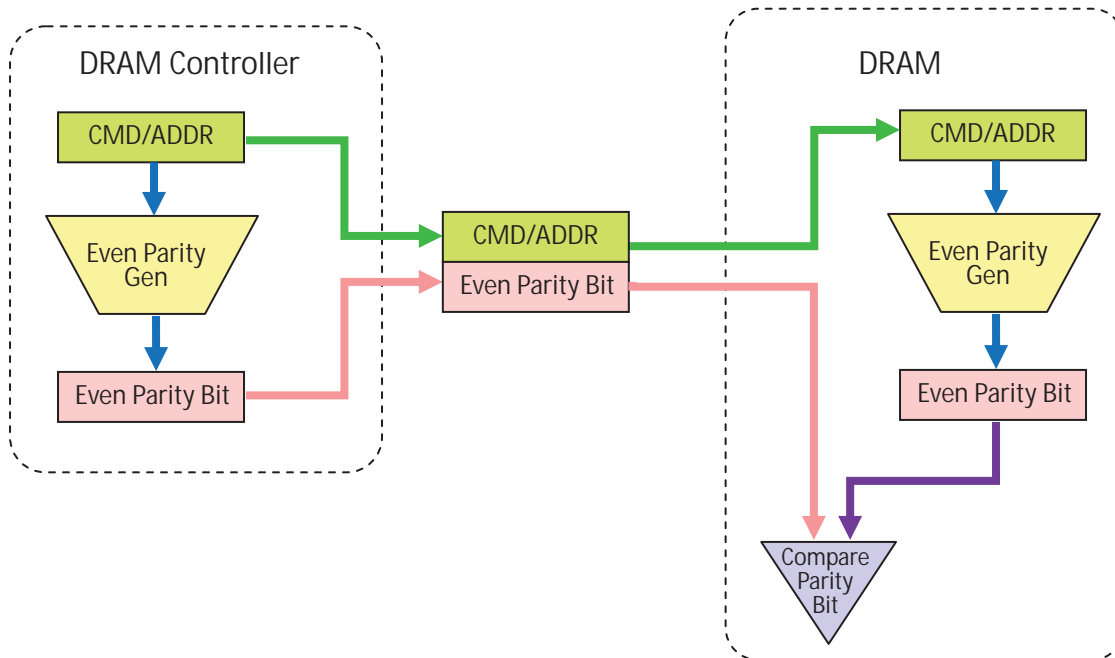 DRAM Controller
CMD/ADDR
Even Parity
Gen
Even Parity Bit
CMD/ADDR
Even Parity Bit
DRAM
CMD/ADDR
Even Parity
Gen
Even Parity Bit
Compare
Parity
Bit